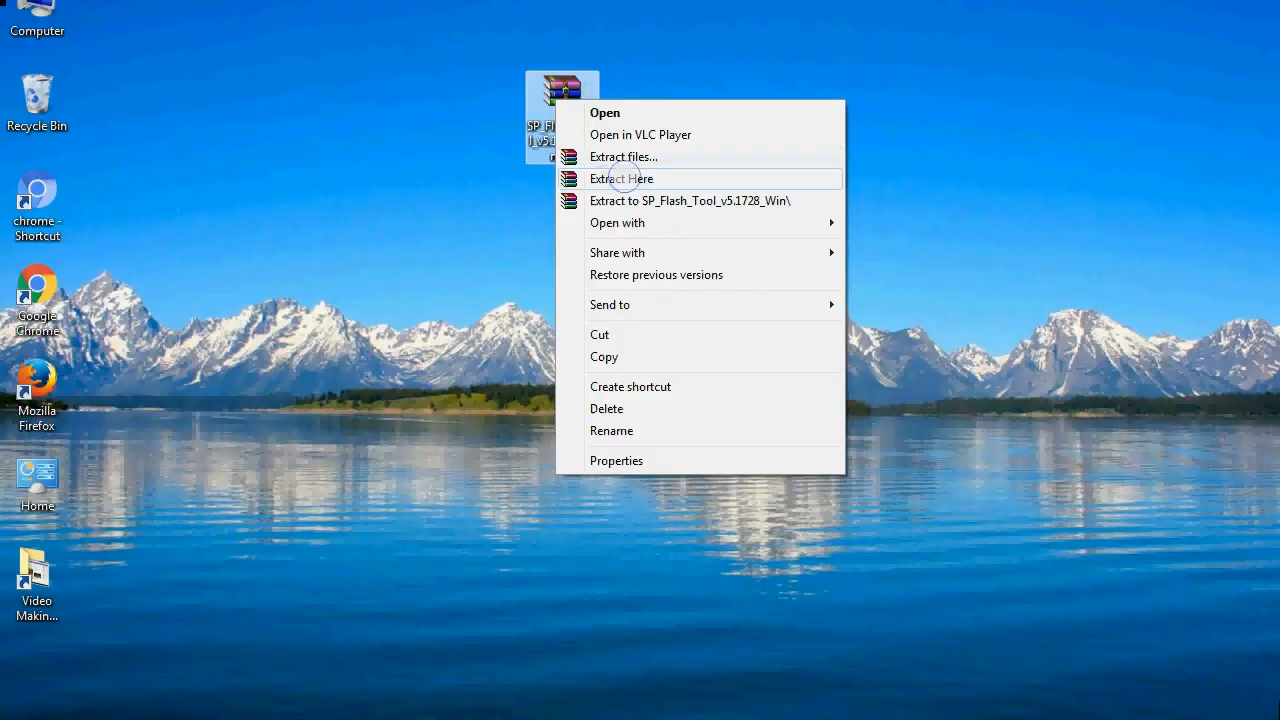 Computer
Recycle Bin
chrome -
Shortcut
Google
Chrome
Mozilla
Firefox
Home
Video
Makin...
Open
Open in VLC Player
Extract files...
Extract Here
Extract to SP_Flash_Tool_v5.1728_Win\
Open with
Share with
Restore previous versions
Send to
Cut
Copy
Create shortcut
Delete
Rename
Properties